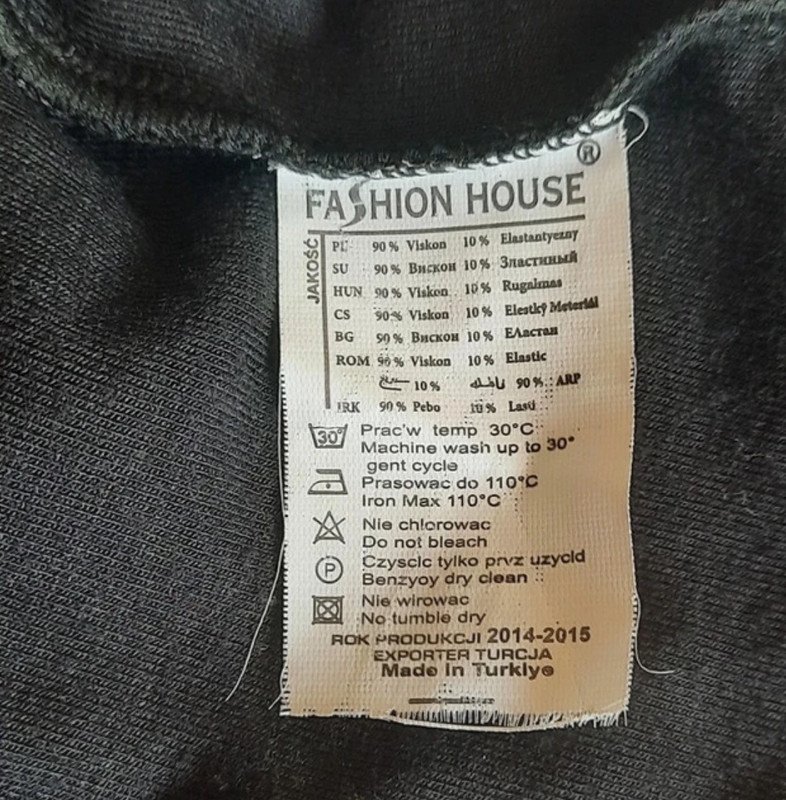 ®
FASHION HOUSE
JAKOŚĆ
PL 90 % Viskon 10 % Elastantyezny
SU 90 % Вискон 10 % Зластиный
HUN 90 % Viskon 10 % Rugalmas
CS 90 % Viskon 10 % Elestký Meteriál
BG 90 % Вискон 10 % ЕЛастан
ROM 90 % Viskon 10 % Elastic
10 % 90 % : ARP
IRK 90 % Pebo 10 % Lasti
30° Prac'w temp 30°C
Machine wash up to 30°
gent cycle
Prasowac do 110°C
Iron Max 110°C
Nie chlorowac
Do not bleach
P Czyscic tylko prvz uzycld
Benzyoy dry clean
Nie wirowac
No tumble dry
ROK PRODUKCJI 2014-2015
EXPORTER TURCJA
Made In Turkiye